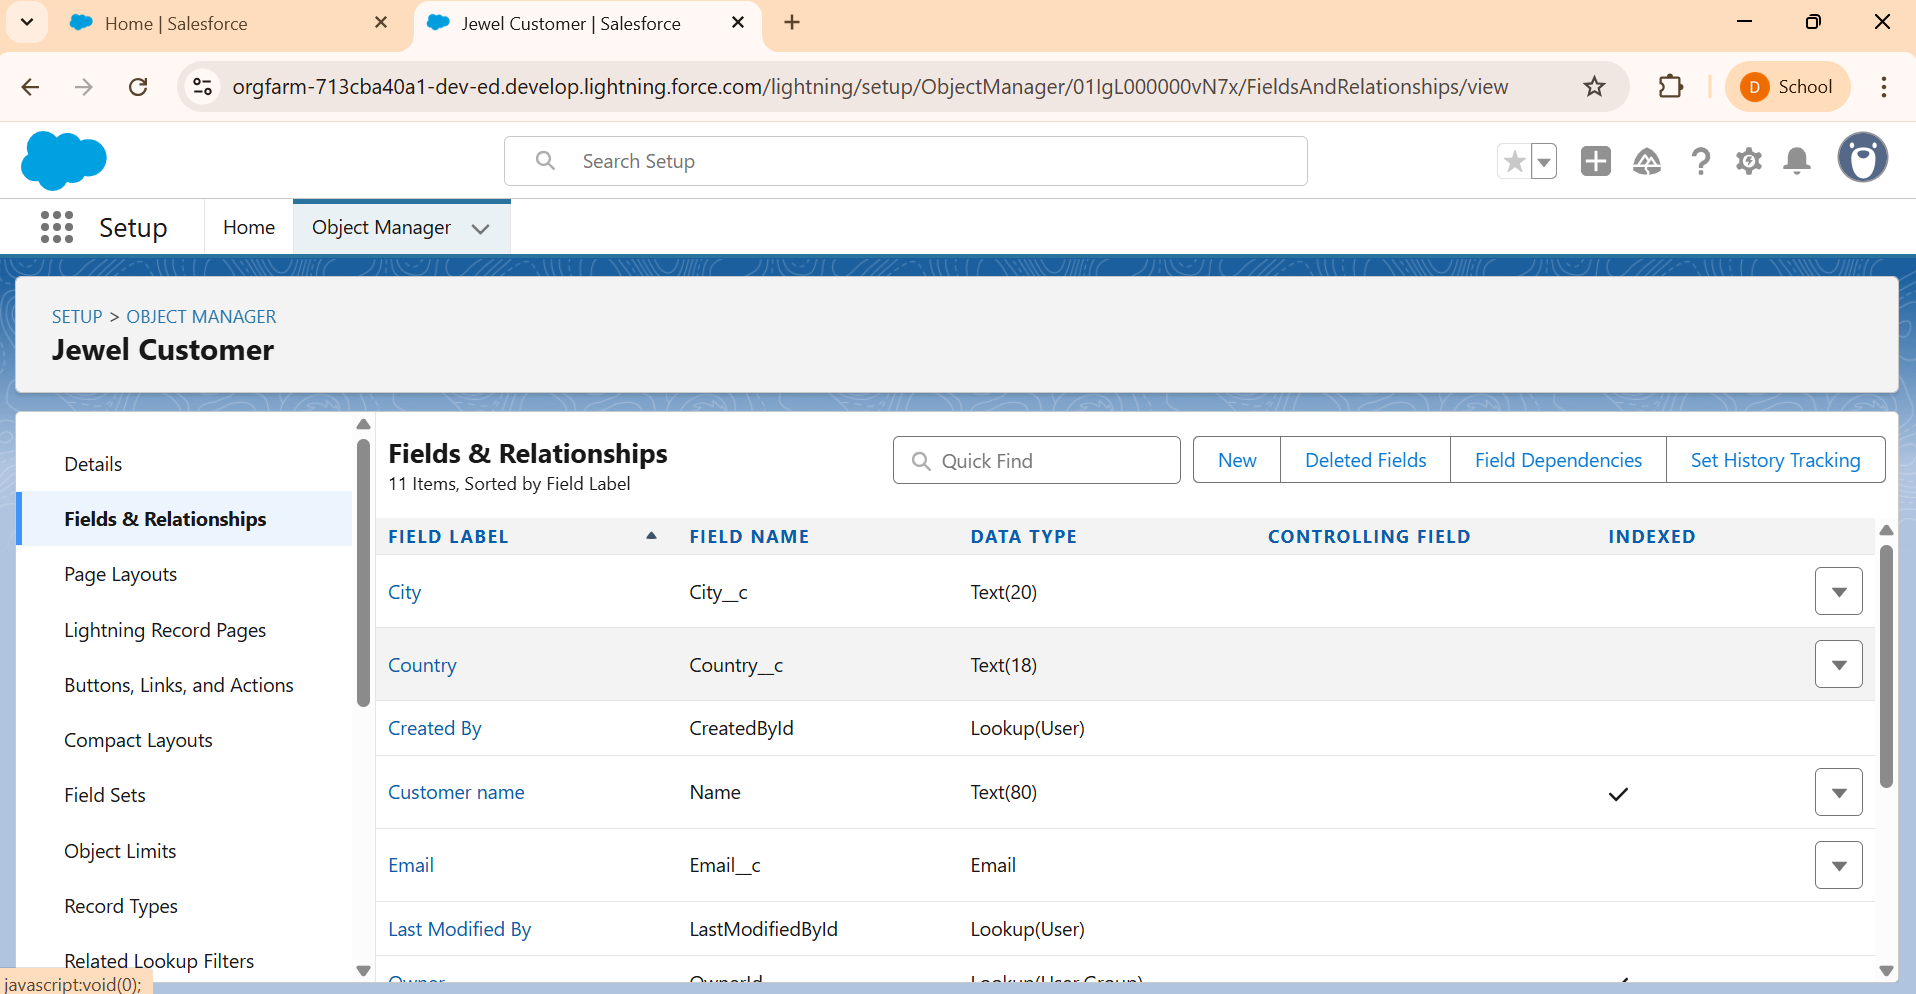 Home | Salesforce
Jewel Customer | Salesforce
orgfarm-713cba40a1-dev-ed.develop.lightning.force.com/lightning/setup/ObjectManager/01IgL000000vN7x/FieldsAndRelationships/view
D School
Search Setup
Setup Home Object Manager
SETUP > OBJECT MANAGER
Jewel Customer
Details
Fields & Relationships
Page Layouts
Lightning Record Pages
Buttons, Links, and Actions
Compact Layouts
Field Sets
Object Limits
Record Types
Related Lookup Filters
javascript:void(0);
Fields & Relationships
11 Items, Sorted by Field Label
Quick Find
New Deleted Fields Field Dependencies Set History Tracking
FIELD LABEL FIELD NAME DATA TYPE CONTROLLING FIELD INDEXED
City City__c Text(20)
Country Country__c Text(18)
Created By CreatedById Lookup(User)
Customer name Name Text(80)
Email Email__c Email
Last Modified By LastModifiedById Lookup(User)
Owner OwnerId Lookup(User,Group)